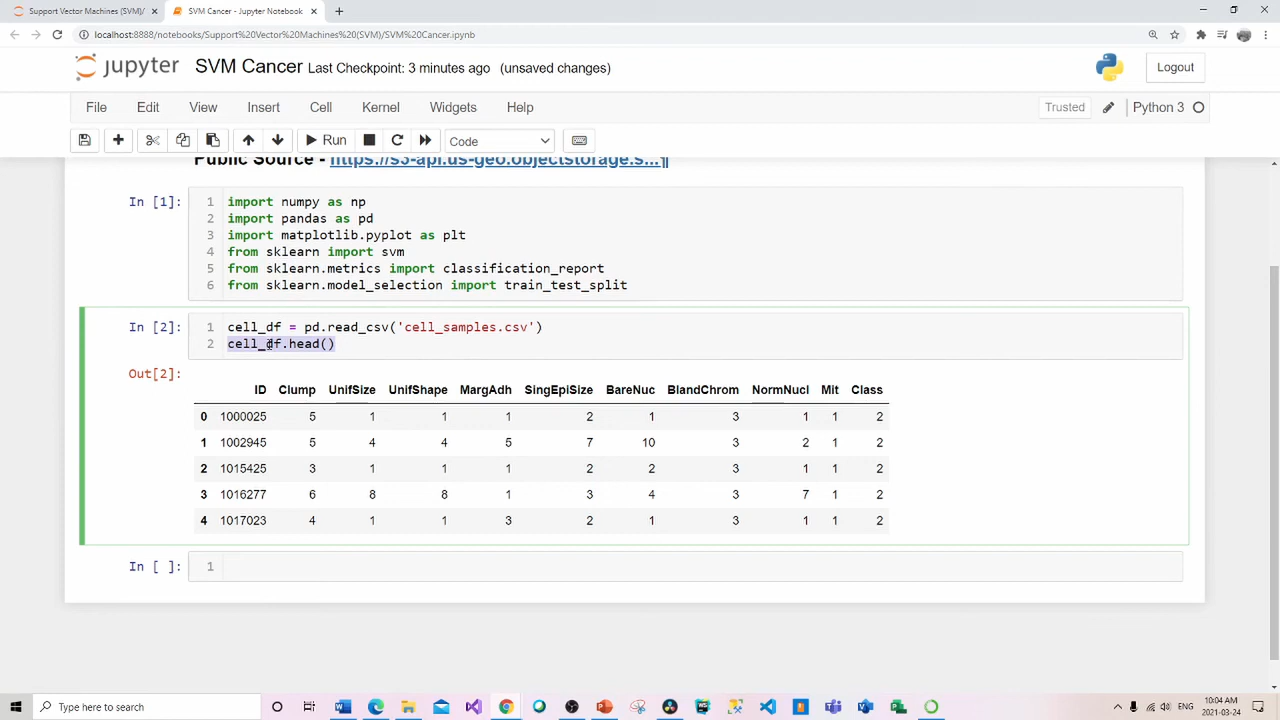 Support Vector Machines (SVM)/
SVM Cancer - Jupyter Notebook
localhost:8888/notebooks/Support%20Vector%20Machines%20(SVM)/SVM%20Cancer.ipynb
jupyter SVM Cancer Last Checkpoint: 3 minutes ago (unsaved changes) Logout
File Edit View Insert Cell Kernel Widgets Help Trusted Python 3
Run Code
Public Source - https://s3-api.us-geo.objectstorage.s...¶
In [1]: 1 import numpy as np
2 import pandas as pd
3 import matplotlib.pyplot as plt
4 from sklearn import svm
5 from sklearn.metrics import classification_report
6 from sklearn.model_selection import train_test_split
In [2]: 1 cell_df = pd.read_csv('cell_samples.csv')
2 cell_df.head()
Out[2]:
ID Clump UnifSize UnifShape MargAdh SingEpiSize BareNuc BlandChrom NormNucl Mit Class
0 1000025 5 1 1 1 2 1 3 1 1 2
1 1002945 5 4 4 5 7 10 3 2 1 2
2 1015425 3 1 1 1 2 2 3 1 1 2
3 1016277 6 8 8 1 3 4 3 7 1 2
4 1017023 4 1 1 3 2 1 3 1 1 2
In [ ]: 1
Type here to search
10:04 AM
2021-03-24